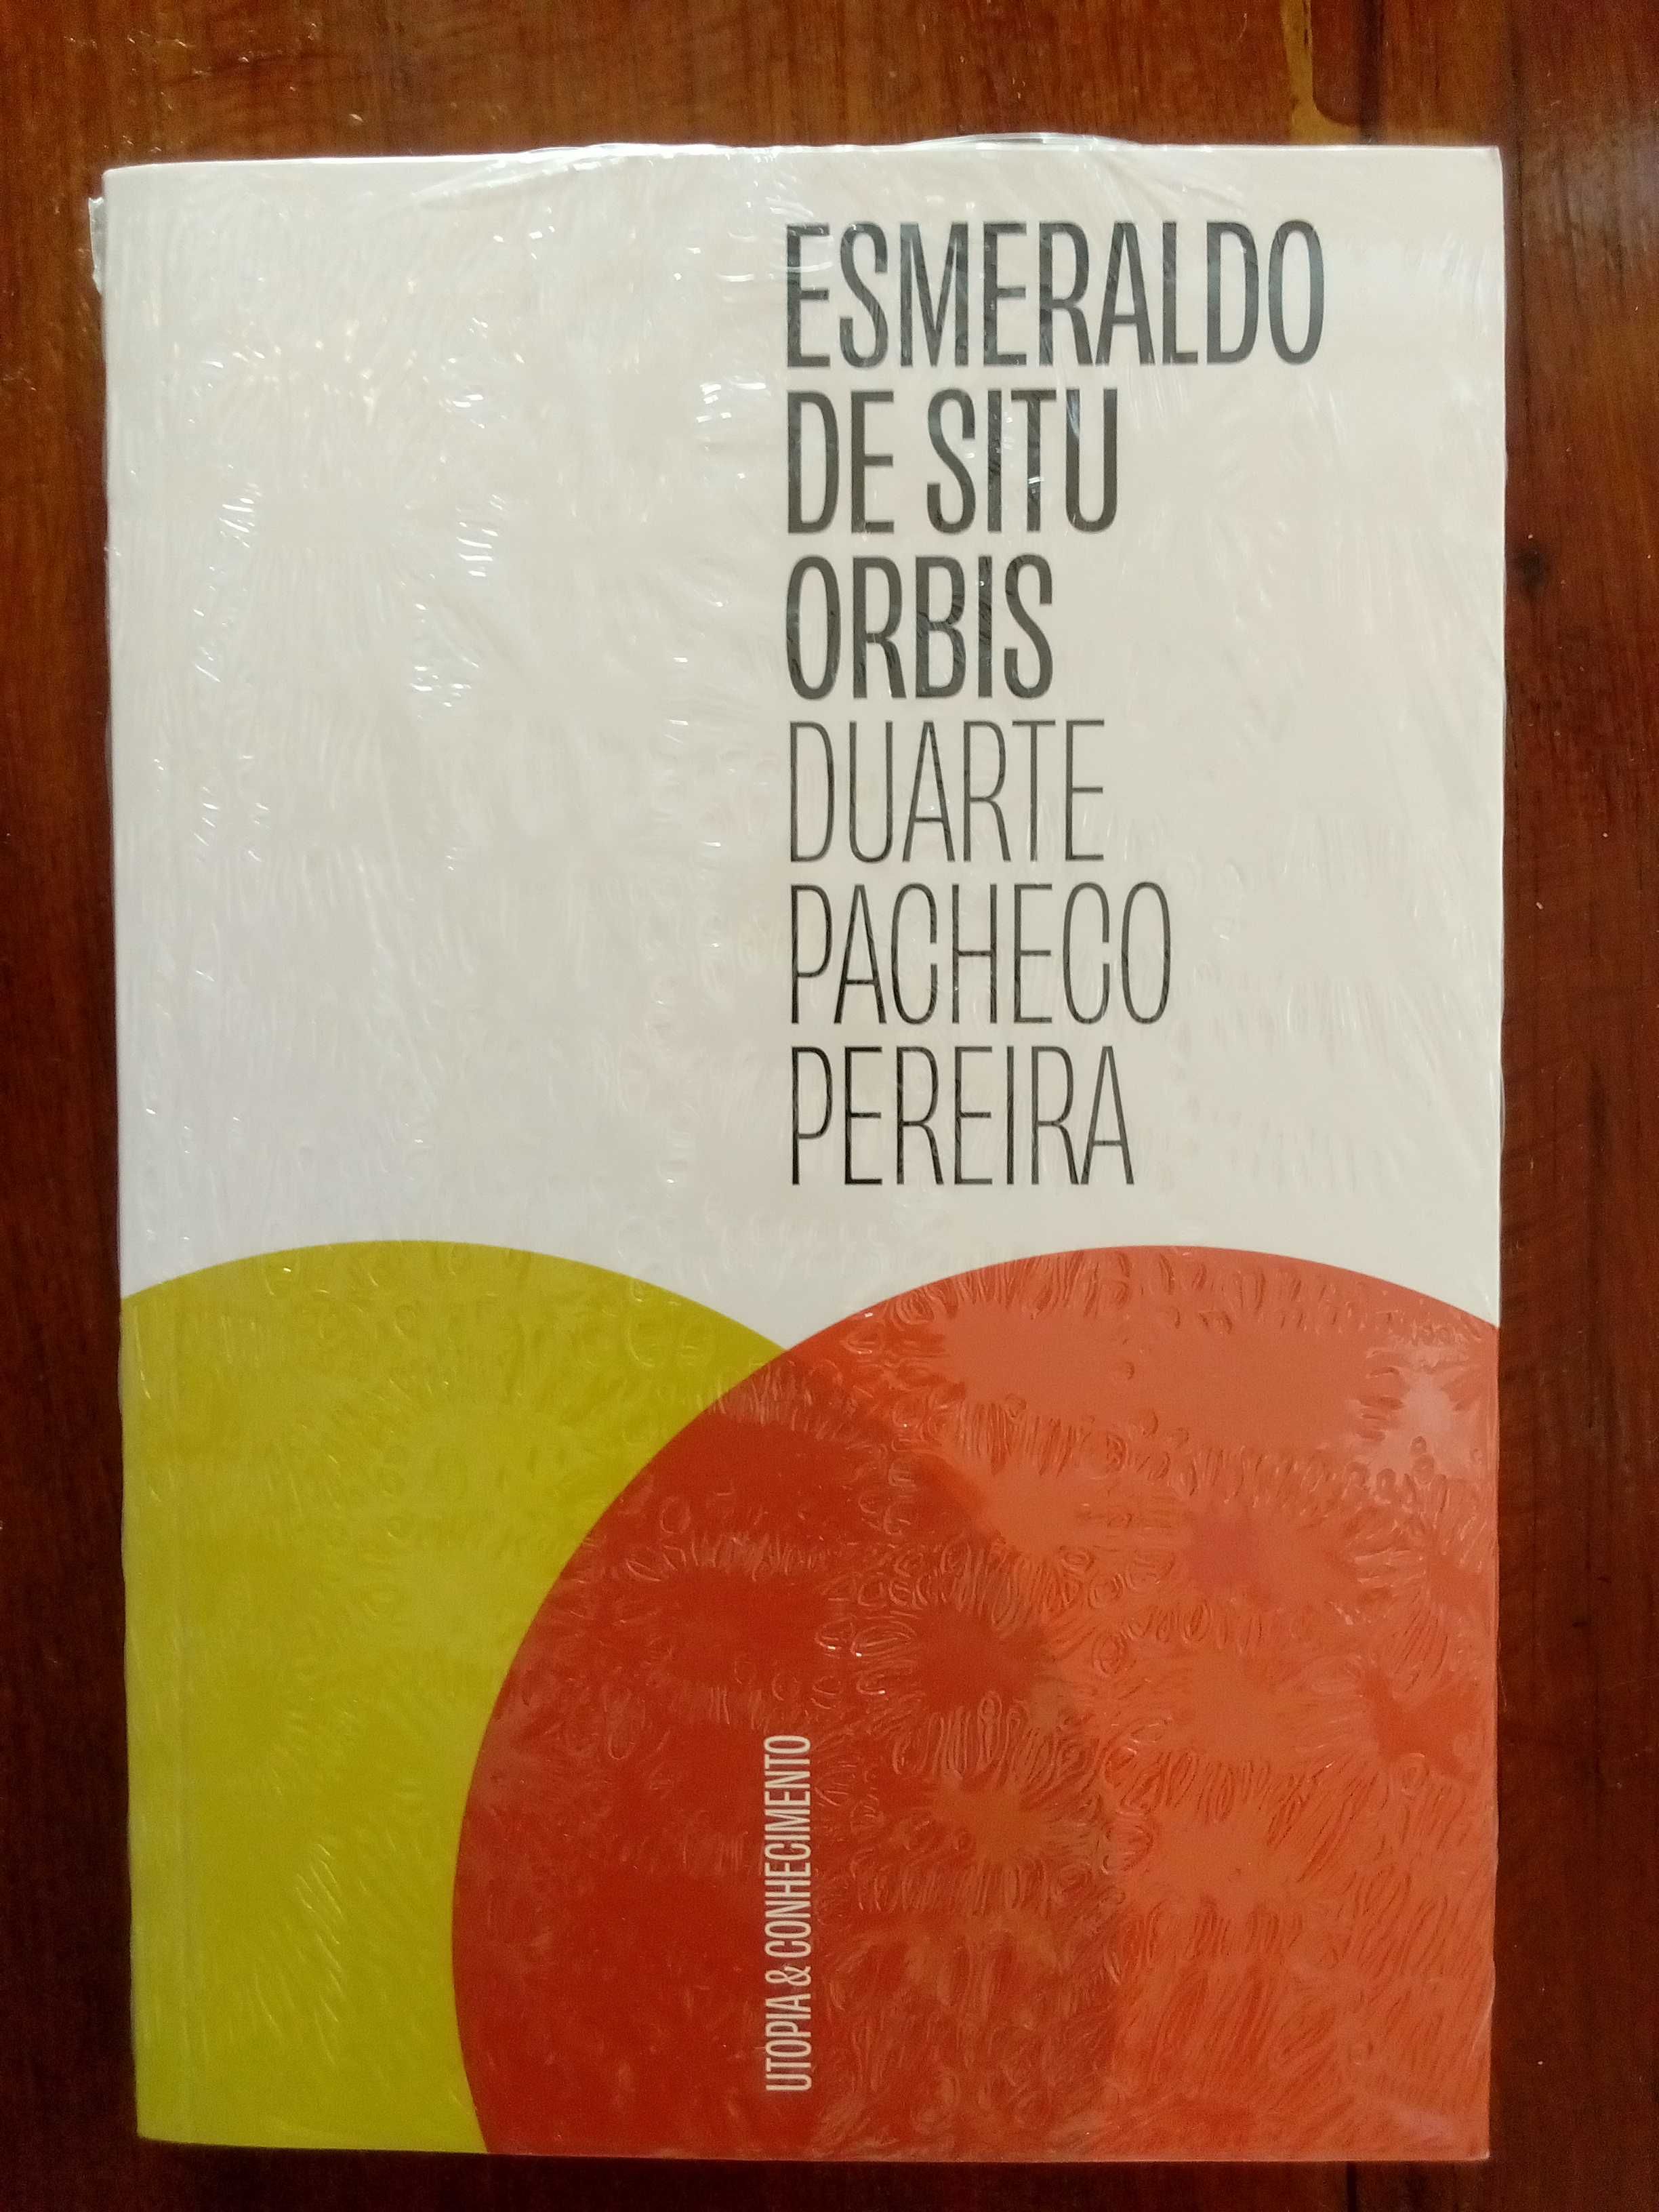 ESMERALDO
DE SITU
ORBIS
DUARTE
PACHECO
PEREIRA
UTOPIA & CONHECIMENTO